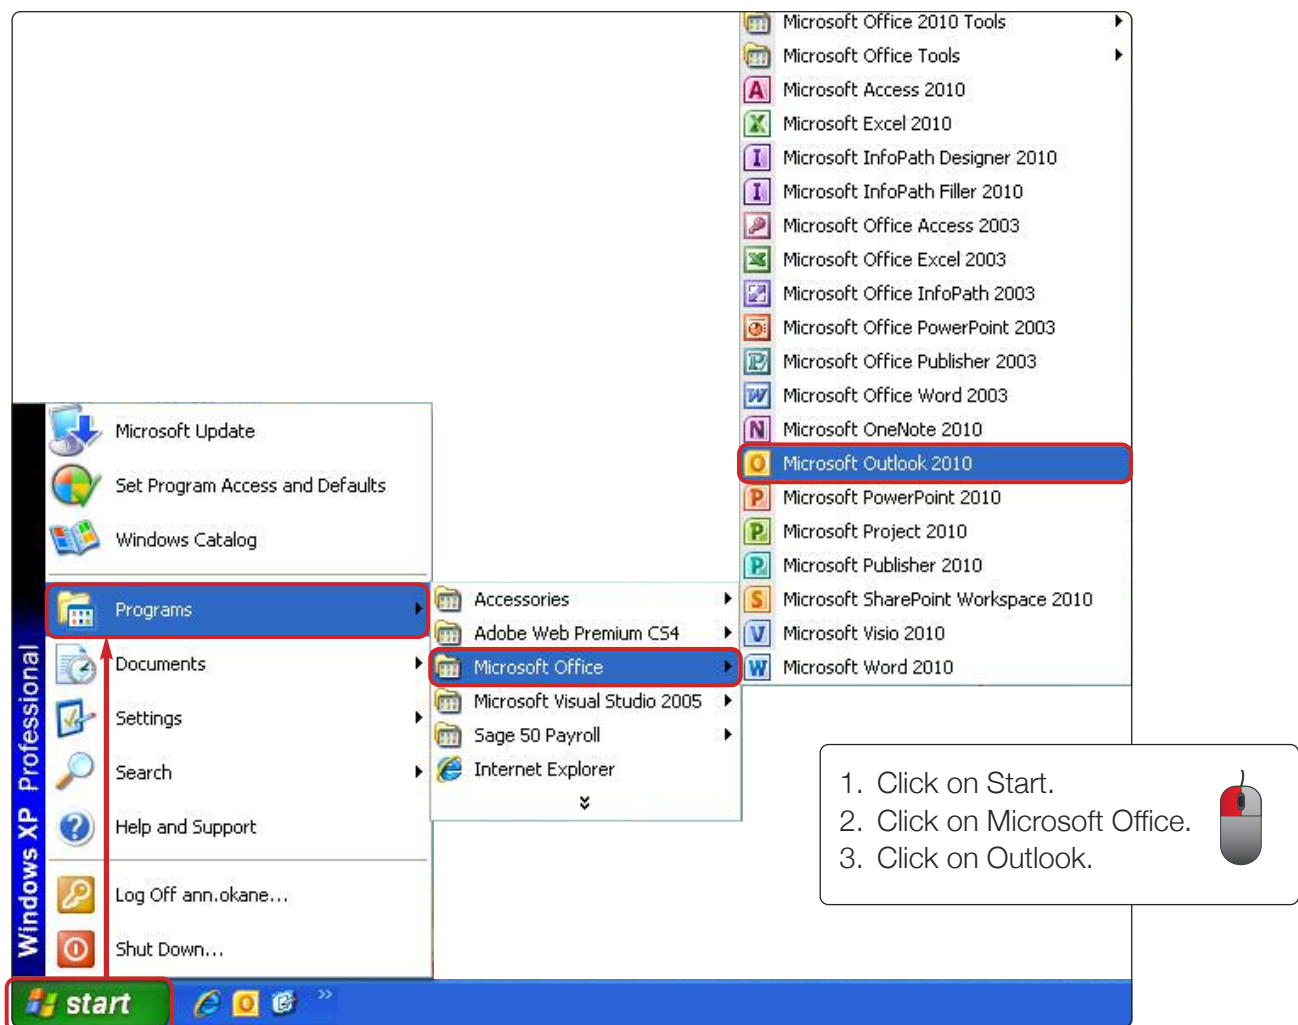 Microsoft Office 2010 Tools
Microsoft Office Tools
Microsoft Access 2010
Microsoft Excel 2010
Microsoft InfoPath Designer 2010
Microsoft InfoPath Filler 2010
Microsoft Office Access 2003
Microsoft Office Excel 2003
Microsoft Office InfoPath 2003
Microsoft Office PowerPoint 2003
Microsoft Office Publisher 2003
Microsoft Office Word 2003
Microsoft OneNote 2010
Microsoft Outlook 2010
Microsoft PowerPoint 2010
Microsoft Project 2010
Microsoft Publisher 2010
Microsoft SharePoint Workspace 2010
Microsoft Visio 2010
Microsoft Word 2010
Microsoft Update
Set Program Access and Defaults
Windows Catalog
Programs
Documents
Settings
Search
Help and Support
Log Off ann.okane...
Shut Down...
Windows XP Professional
Accessories
Adobe Web Premium CS4
Microsoft Office
Microsoft Visual Studio 2005
Sage 50 Payroll
Internet Explorer
1. Click on Start.
2. Click on Microsoft Office.
3. Click on Outlook.
start